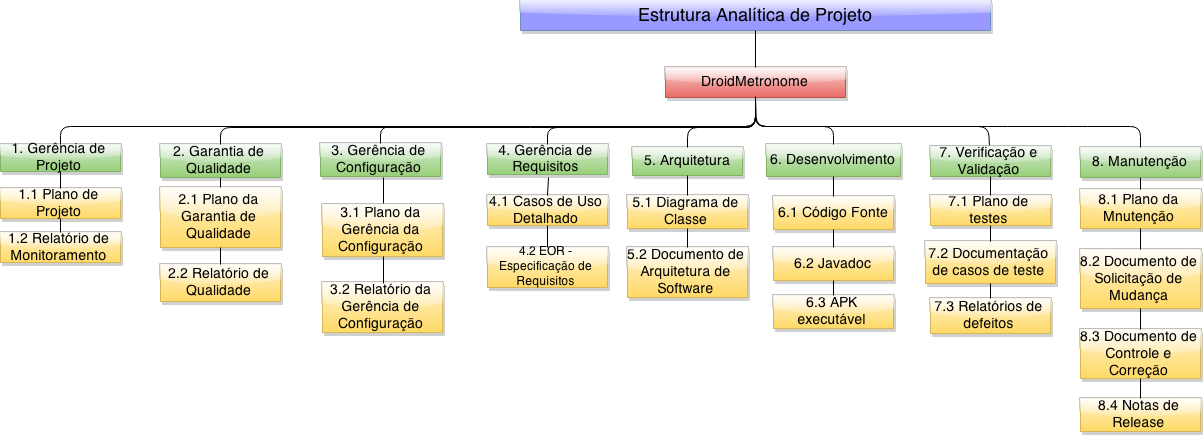 Estrutura Analítica de Projeto
DroidMetronome
1. Gerência de
Projeto
1.1 Plano de
Projeto
1.2 Relatório de
Monitoramento
2. Garantia de
Qualidade
2.1 Plano da
Garantia de
Qualidade
2.2 Relatório de
Qualidade
3. Gerência de
Configuração
3.1 Plano da
Gerência da
Configuração
3.2 Relatório da
Gerência de
Configuração
4. Gerência de
Requisitos
4.1 Casos de Uso
Detalhado
4.2 EOR -
Especificação de
Requisitos
5. Arquitetura
5.1 Diagrama de
Classe
5.2 Documento de
Arquitetura de
Software
6. Desenvolvimento
6.1 Código Fonte
6.2 Javadoc
6.3 APK
executável
7. Verificação e
Validação
7.1 Plano de
testes
7.2 Documentação
de casos de teste
7.3 Relatórios de
defeitos
8. Manutenção
8.1 Plano da
Mnutenção
8.2 Documento de
Solicitação de
Mudança
8.3 Documento de
Controle e
Correção
8.4 Notas de
Release